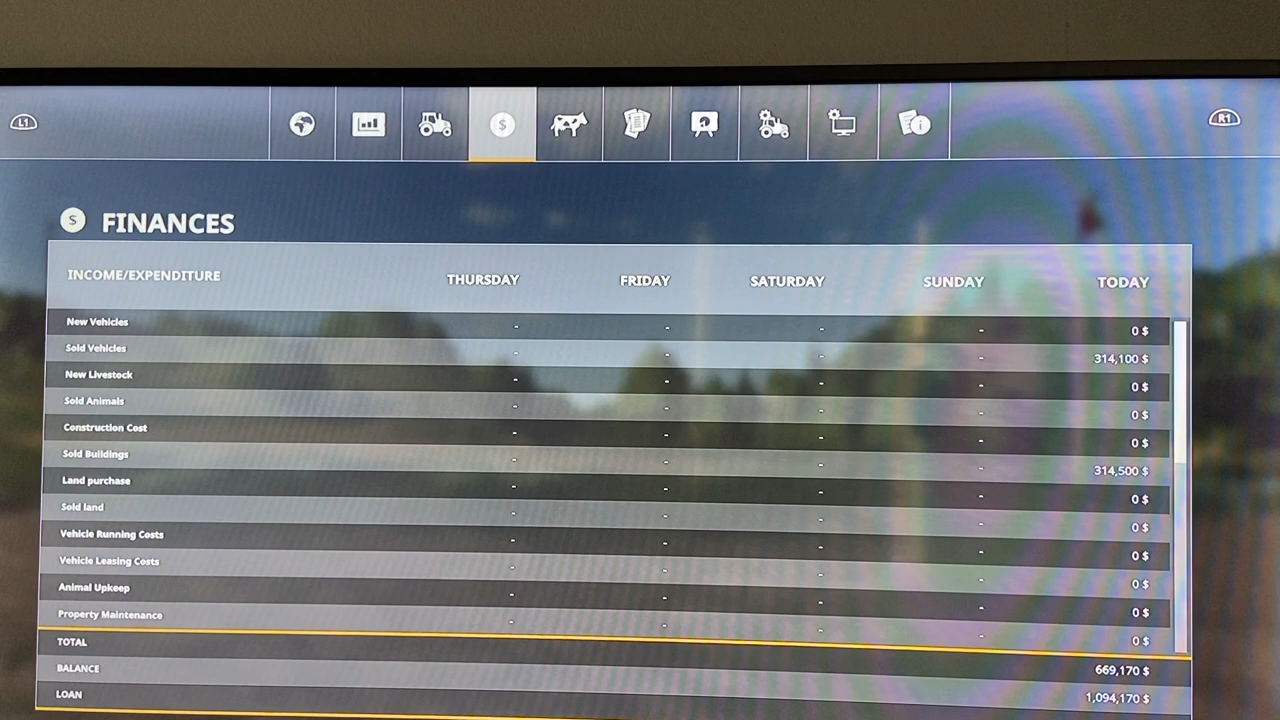 L1
$
i
R1
S FINANCES
INCOME/EXPENDITURE THURSDAY FRIDAY SATURDAY SUNDAY TODAY
New Vehicles - - - - 0 $
Sold Vehicles - - - - 314,100 $
New Livestock - - - - 0 $
Sold Animals - - - - 0 $
Construction Cost - - - - 0 $
Sold Buildings - - - - 314,500 $
Land purchase - - - - 0 $
Sold land - - - - 0 $
Vehicle Running Costs - - - - 0 $
Vehicle Leasing Costs - - - - 0 $
Animal Upkeep - - - - 0 $
Property Maintenance - - - - 0 $
TOTAL 669,170 $
BALANCE 1,094,170 $
LOAN